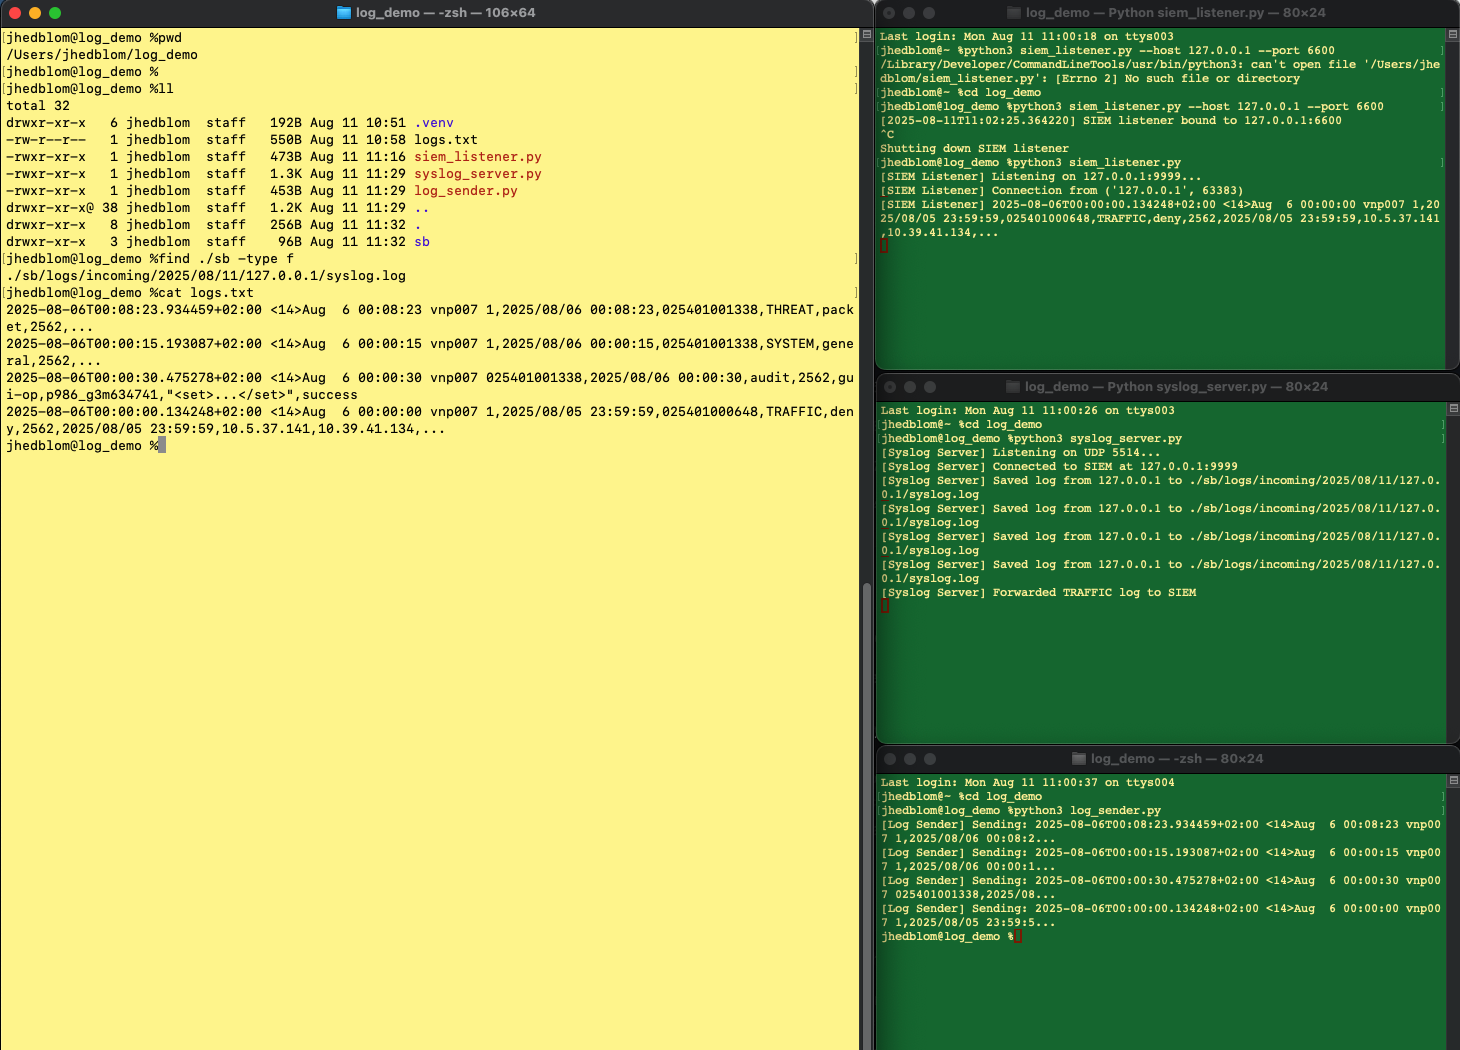 log_demo — -zsh — 106×64
[jhedblom@log_demo %pwd ]
/Users/jhedblom/log_demo
[jhedblom@log_demo % ]
[jhedblom@log_demo %ll ]
total 32
drwxr-xr-x   6 jhedblom  staff   192B Aug 11 10:51 .venv
-rw-r--r--   1 jhedblom  staff   550B Aug 11 10:58 logs.txt
-rwxr-xr-x   1 jhedblom  staff   473B Aug 11 11:16 siem_listener.py
-rwxr-xr-x   1 jhedblom  staff   1.3K Aug 11 11:29 syslog_server.py
-rwxr-xr-x   1 jhedblom  staff   453B Aug 11 11:29 log_sender.py
drwxr-xr-x@ 38 jhedblom  staff   1.2K Aug 11 11:29 ..
drwxr-xr-x   8 jhedblom  staff   256B Aug 11 11:32 .
drwxr-xr-x   3 jhedblom  staff    96B Aug 11 11:32 sb
[jhedblom@log_demo %find ./sb -type f ]
./sb/logs/incoming/2025/08/11/127.0.0.1/syslog.log
[jhedblom@log_demo %cat logs.txt ]
2025-08-06T00:08:23.934459+02:00 <14>Aug  6 00:08:23 vnp007 1,2025/08/06 00:08:23,025401001338,THREAT,pack
et,2562,...
2025-08-06T00:00:15.193087+02:00 <14>Aug  6 00:00:15 vnp007 1,2025/08/06 00:00:15,025401001338,SYSTEM,gene
ral,2562,...
2025-08-06T00:00:30.475278+02:00 <14>Aug  6 00:00:30 vnp007 025401001338,2025/08/06 00:00:30,audit,2562,gu
i-op,p986_g3m634741,"<set>...</set>",success
2025-08-06T00:00:00.134248+02:00 <14>Aug  6 00:00:00 vnp007 1,2025/08/05 23:59:59,025401000648,TRAFFIC,den
y,2562,2025/08/05 23:59:59,10.5.37.141,10.39.41.134,...
jhedblom@log_demo %
log_demo — Python siem_listener.py — 80×24
Last login: Mon Aug 11 11:00:18 on ttys003
[jhedblom@~ %python3 siem_listener.py --host 127.0.0.1 --port 6600 ]
/Library/Developer/CommandLineTools/usr/bin/python3: can't open file '/Users/jhe
dblom/siem_listener.py': [Errno 2] No such file or directory
[jhedblom@~ %cd log_demo ]
[jhedblom@log_demo %python3 siem_listener.py --host 127.0.0.1 --port 6600 ]
[2025-08-11T11:02:25.364220] SIEM listener bound to 127.0.0.1:6600
^C
Shutting down SIEM listener
[jhedblom@log_demo %python3 siem_listener.py ]
[SIEM Listener] Listening on 127.0.0.1:9999...
[SIEM Listener] Connection from ('127.0.0.1', 63383)
[SIEM Listener] 2025-08-06T00:00:00.134248+02:00 <14>Aug  6 00:00:00 vnp007 1,20
25/08/05 23:59:59,025401000648,TRAFFIC,deny,2562,2025/08/05 23:59:59,10.5.37.141
,10.39.41.134,...
log_demo — Python syslog_server.py — 80×24
Last login: Mon Aug 11 11:00:26 on ttys003
[jhedblom@~ %cd log_demo ]
[jhedblom@log_demo %python3 syslog_server.py ]
[Syslog Server] Listening on UDP 5514...
[Syslog Server] Connected to SIEM at 127.0.0.1:9999
[Syslog Server] Saved log from 127.0.0.1 to ./sb/logs/incoming/2025/08/11/127.0.
0.1/syslog.log
[Syslog Server] Saved log from 127.0.0.1 to ./sb/logs/incoming/2025/08/11/127.0.
0.1/syslog.log
[Syslog Server] Saved log from 127.0.0.1 to ./sb/logs/incoming/2025/08/11/127.0.
0.1/syslog.log
[Syslog Server] Saved log from 127.0.0.1 to ./sb/logs/incoming/2025/08/11/127.0.
0.1/syslog.log
[Syslog Server] Forwarded TRAFFIC log to SIEM
log_demo — -zsh — 80×24
Last login: Mon Aug 11 11:00:37 on ttys004
[jhedblom@~ %cd log_demo ]
[jhedblom@log_demo %python3 log_sender.py ]
[Log Sender] Sending: 2025-08-06T00:08:23.934459+02:00 <14>Aug  6 00:08:23 vnp00
7 1,2025/08/06 00:08:2...
[Log Sender] Sending: 2025-08-06T00:00:15.193087+02:00 <14>Aug  6 00:00:15 vnp00
7 1,2025/08/06 00:00:1...
[Log Sender] Sending: 2025-08-06T00:00:30.475278+02:00 <14>Aug  6 00:00:30 vnp00
7 025401001338,2025/08...
[Log Sender] Sending: 2025-08-06T00:00:00.134248+02:00 <14>Aug  6 00:00:00 vnp00
7 1,2025/08/05 23:59:5...
jhedblom@log_demo %